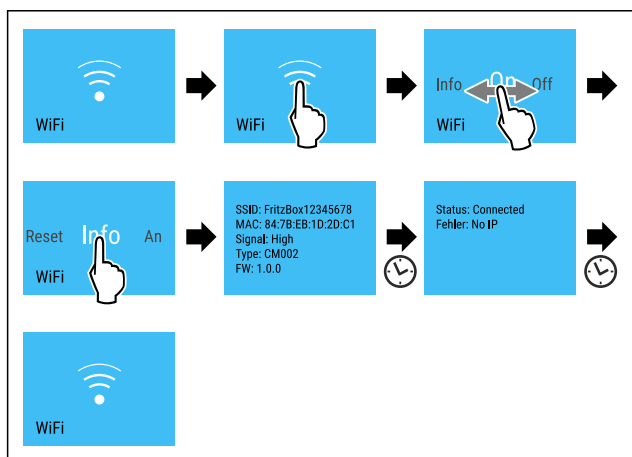 WiFi
WiFi
Info On Off
WiFi
Reset Info An
WiFi
SSID: FritzBox12345678
MAC: 84:7B:EB:1D:2D:C1
Signal: High
Type: CM002
FW: 1.0.0
Status: Connected
Fehler: No IP
WiFi